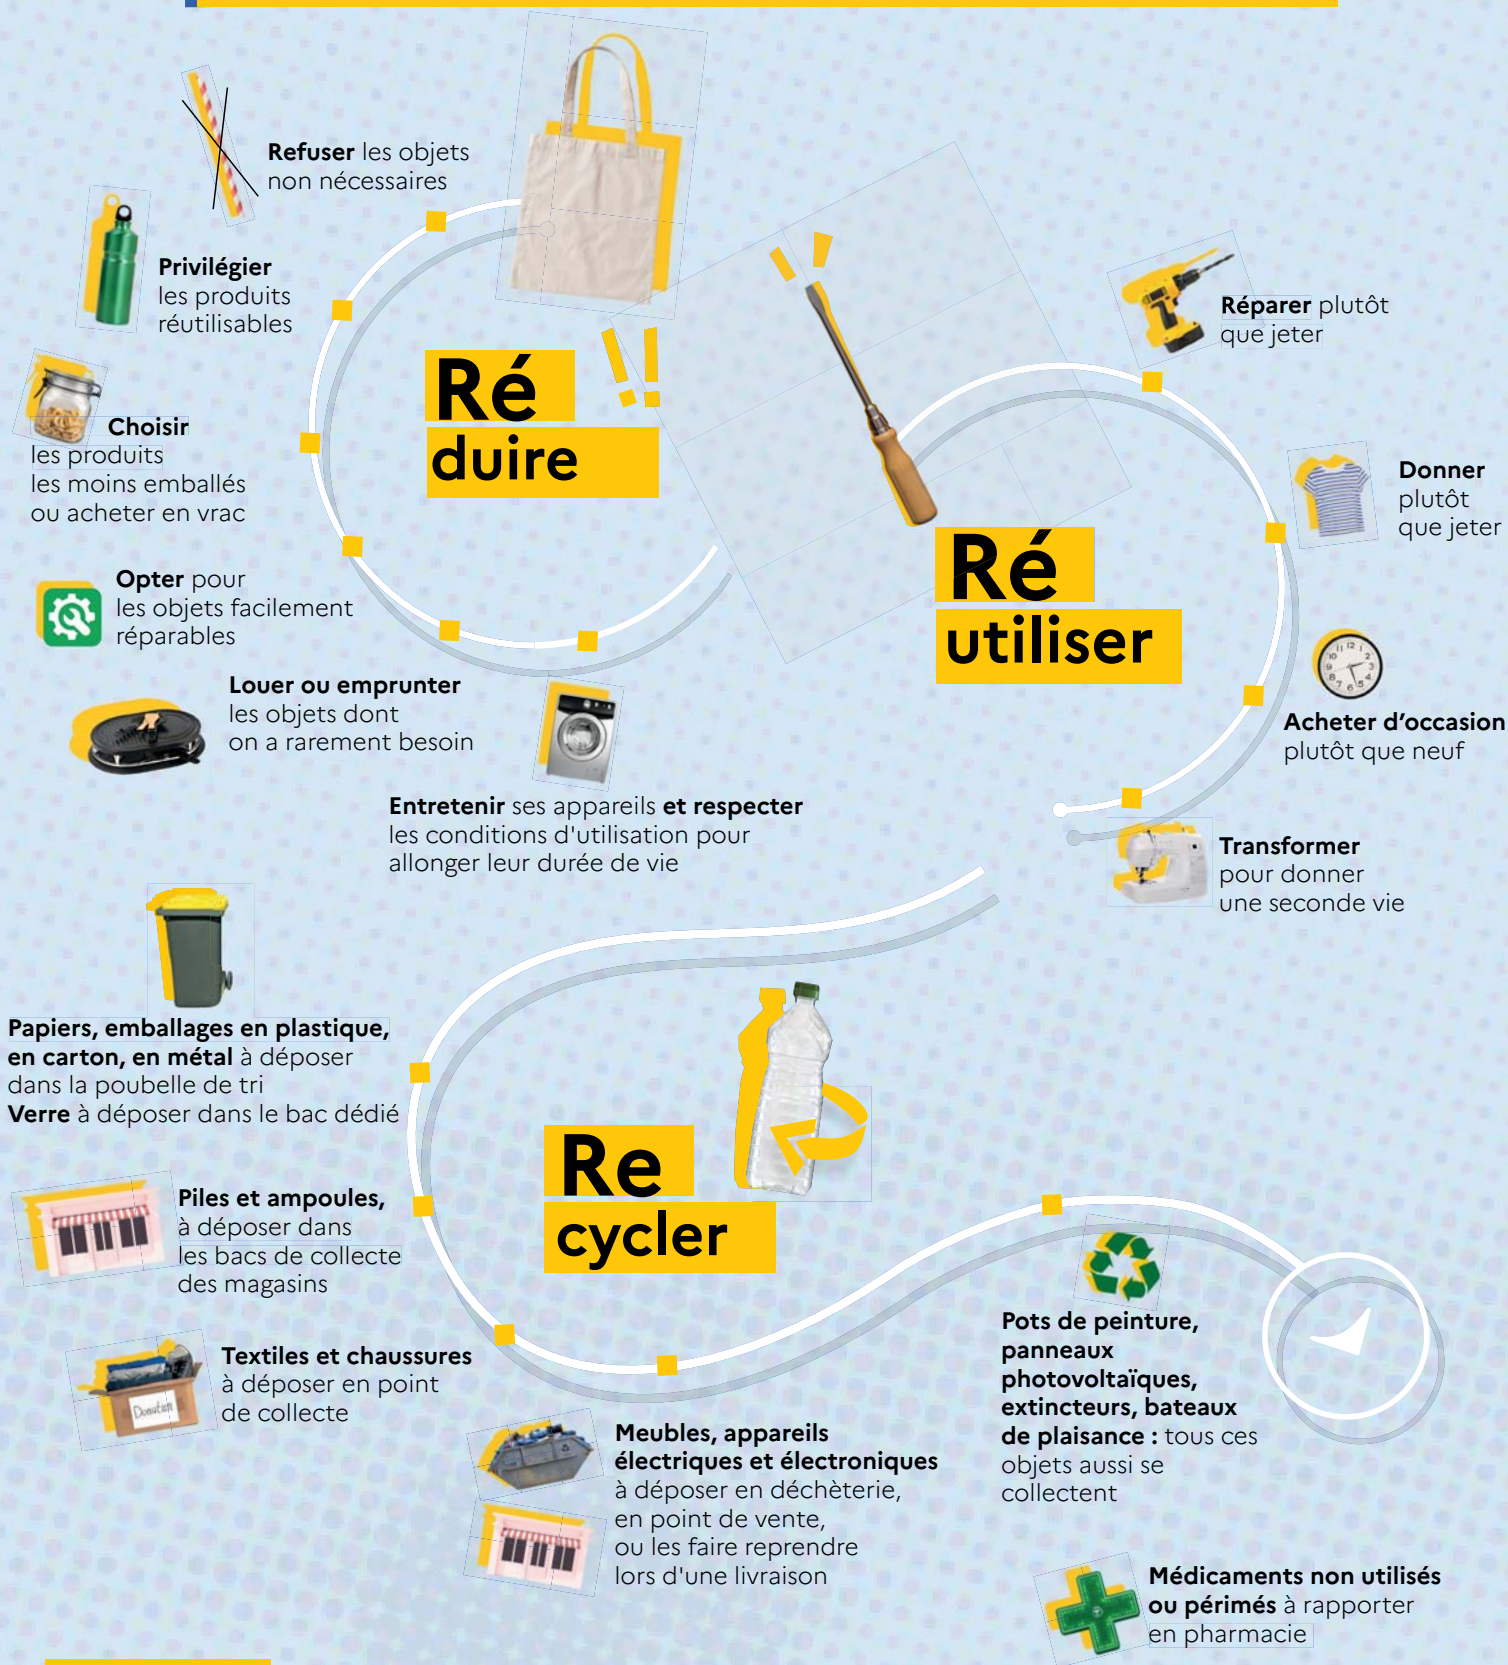 Refuser les objets
non nécessaires
Privilégier
les produits
réutilisables
Choisir
les produits
les moins emballés
ou acheter en vrac
Opter pour
les objets facilement
réparables
Louer ou emprunter
les objets dont
on a rarement besoin
Entretenir ses appareils et respecter
les conditions d'utilisation pour
allonger leur durée de vie
Ré
duire
Réparer plutôt
que jeter
Donner
plutôt
que jeter
Acheter d'occasion
plutôt que neuf
Transformer
pour donner
une seconde vie
Ré
utiliser
Papiers, emballages en plastique,
en carton, en métal à déposer
dans la poubelle de tri
Verre à déposer dans le bac dédié
Piles et ampoules,
à déposer dans
les bacs de collecte
des magasins
Textiles et chaussures
à déposer en point
de collecte
Donation
Re
cycler
Meubles, appareils
électriques et électroniques
à déposer en déchèterie,
en point de vente,
ou les faire reprendre
lors d'une livraison
Pots de peinture,
panneaux
photovoltaïques,
extincteurs, bateaux
de plaisance : tous ces
objets aussi se
collectent
Médicaments non utilisés
ou périmés à rapporter
en pharmacie